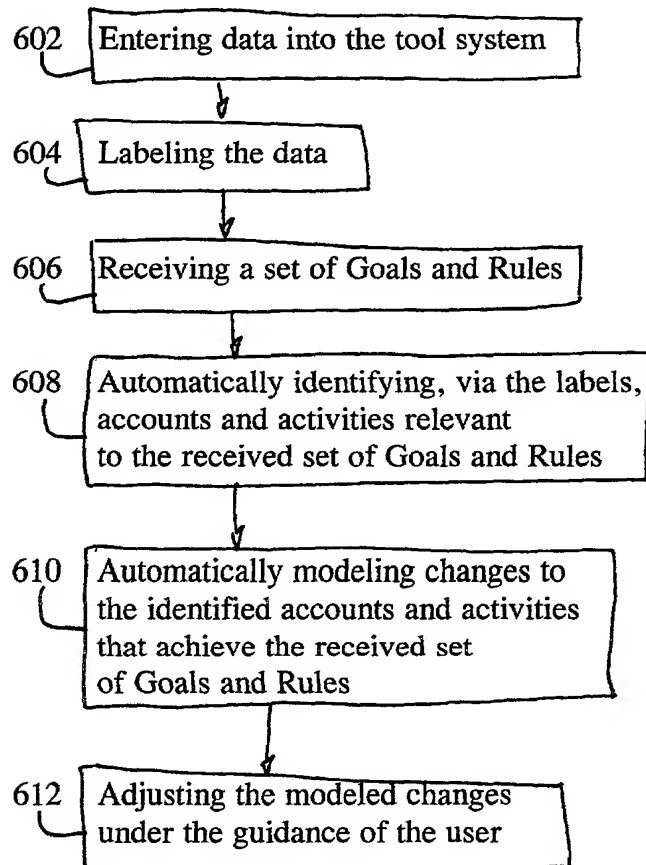 602 Entering data into the tool system
604 Labeling the data
606 Receiving a set of Goals and Rules
608 Automatically identifying, via the labels,
accounts and activities relevant
to the received set of Goals and Rules
610 Automatically modeling changes to
the identified accounts and activities
that achieve the received set
of Goals and Rules
612 Adjusting the modeled changes
under the guidance of the user